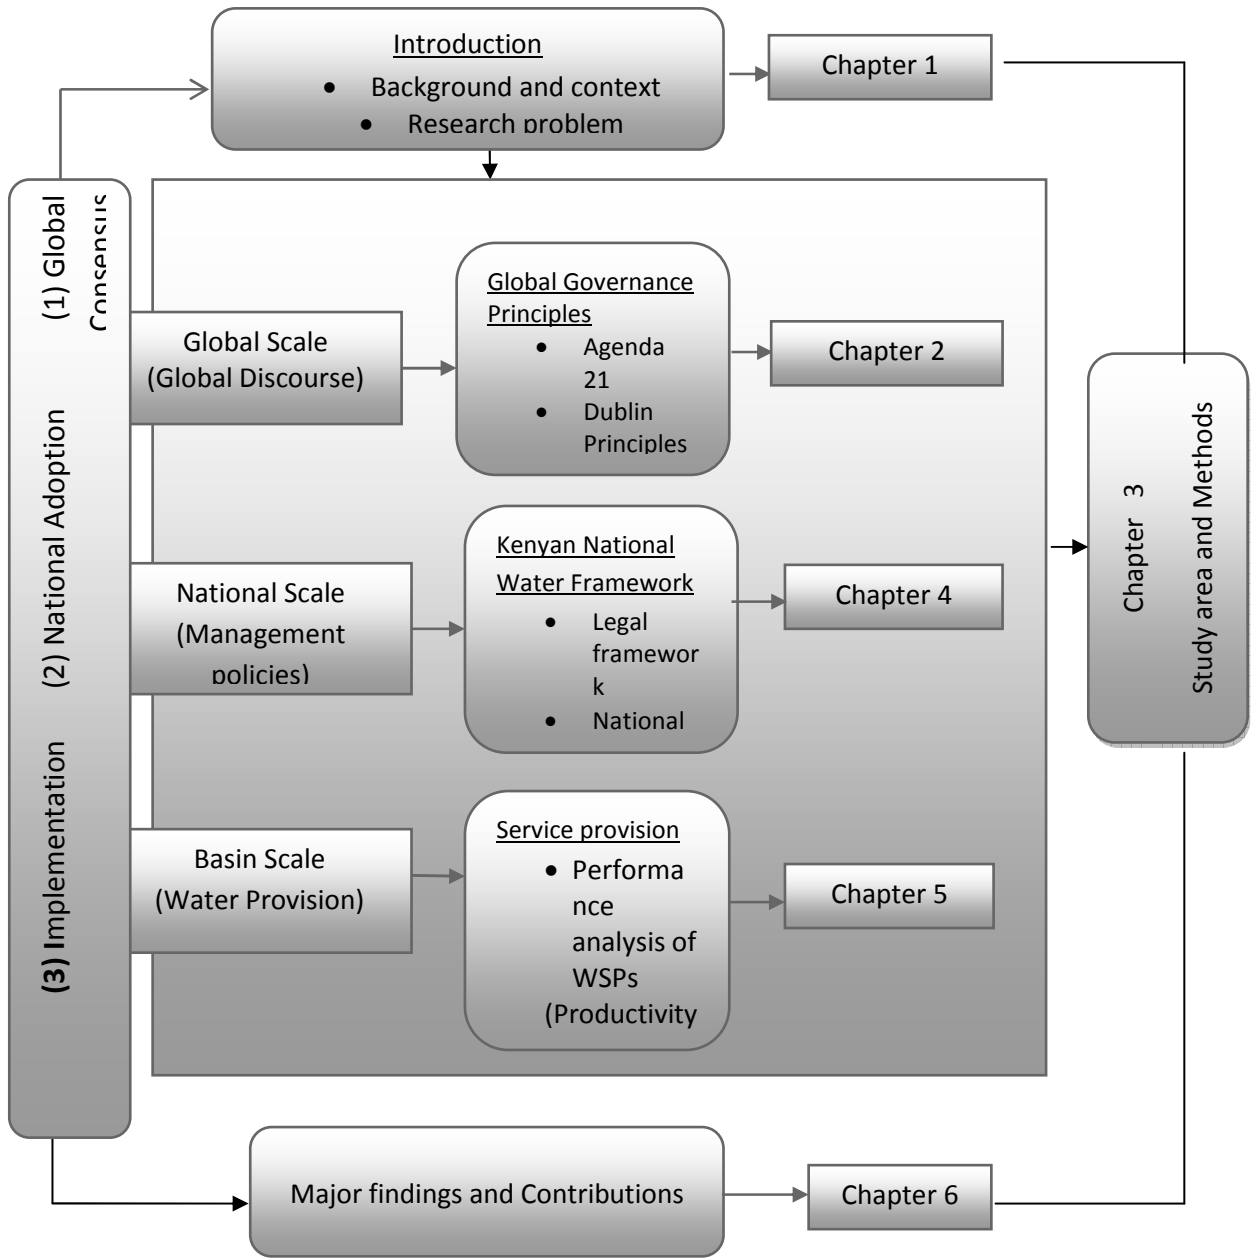 Introduction
• Background and context
• Research problem
Chapter 1
(1) Global
Consensus
(2) National Adoption
(3) Implementation
Global Scale
(Global Discourse)
Global Governance
Principles
• Agenda
21
• Dublin
Principles
Chapter 2
National Scale
(Management
policies)
Kenyan National
Water Framework
• Legal
framewor
k
• National
Chapter 4
Basin Scale
(Water Provision)
Service provision
• Performa
nce
analysis of
WSPs
(Productivity
Chapter 5
Chapter 3
Study area and Methods
Major findings and Contributions
Chapter 6